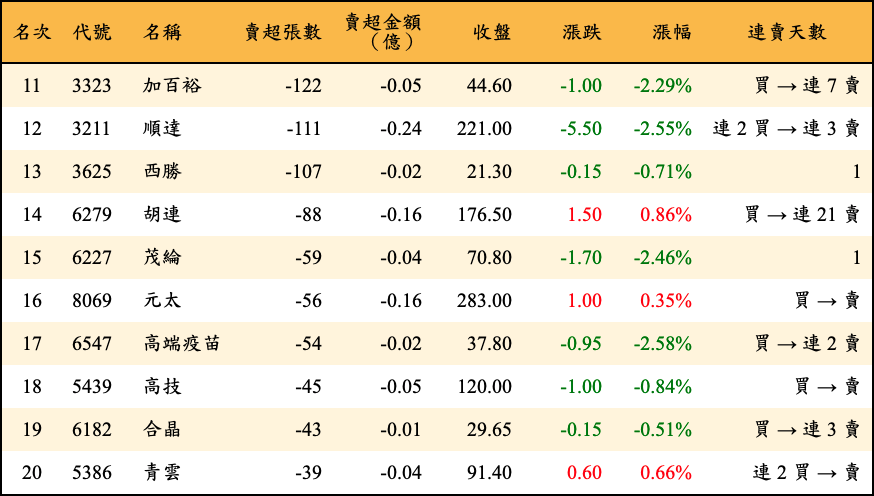 名次 代號 名稱 賣超張數 賣超金額（億） 收盤 漲跌 漲幅 連賣天數
11 3323 加百裕 -122 -0.05 44.60 -1.00 -2.29% 買 → 連 7 賣
12 3211 順達 -111 -0.24 221.00 -5.50 -2.55% 連 2 買 → 連 3 賣
13 3625 西勝 -107 -0.02 21.30 -0.15 -0.71% 1
14 6279 胡連 -88 -0.16 176.50 1.50 0.86% 買 → 連 21 賣
15 6227 茂綸 -59 -0.04 70.80 -1.70 -2.46% 1
16 8069 元太 -56 -0.16 283.00 1.00 0.35% 買 → 賣
17 6547 高端疫苗 -54 -0.02 37.80 -0.95 -2.58% 買 → 連 2 賣
18 5439 高技 -45 -0.05 120.00 -1.00 -0.84% 買 → 賣
19 6182 合晶 -43 -0.01 29.65 -0.15 -0.51% 買 → 連 3 賣
20 5386 青雲 -39 -0.04 91.40 0.60 0.66% 連 2 買 → 賣